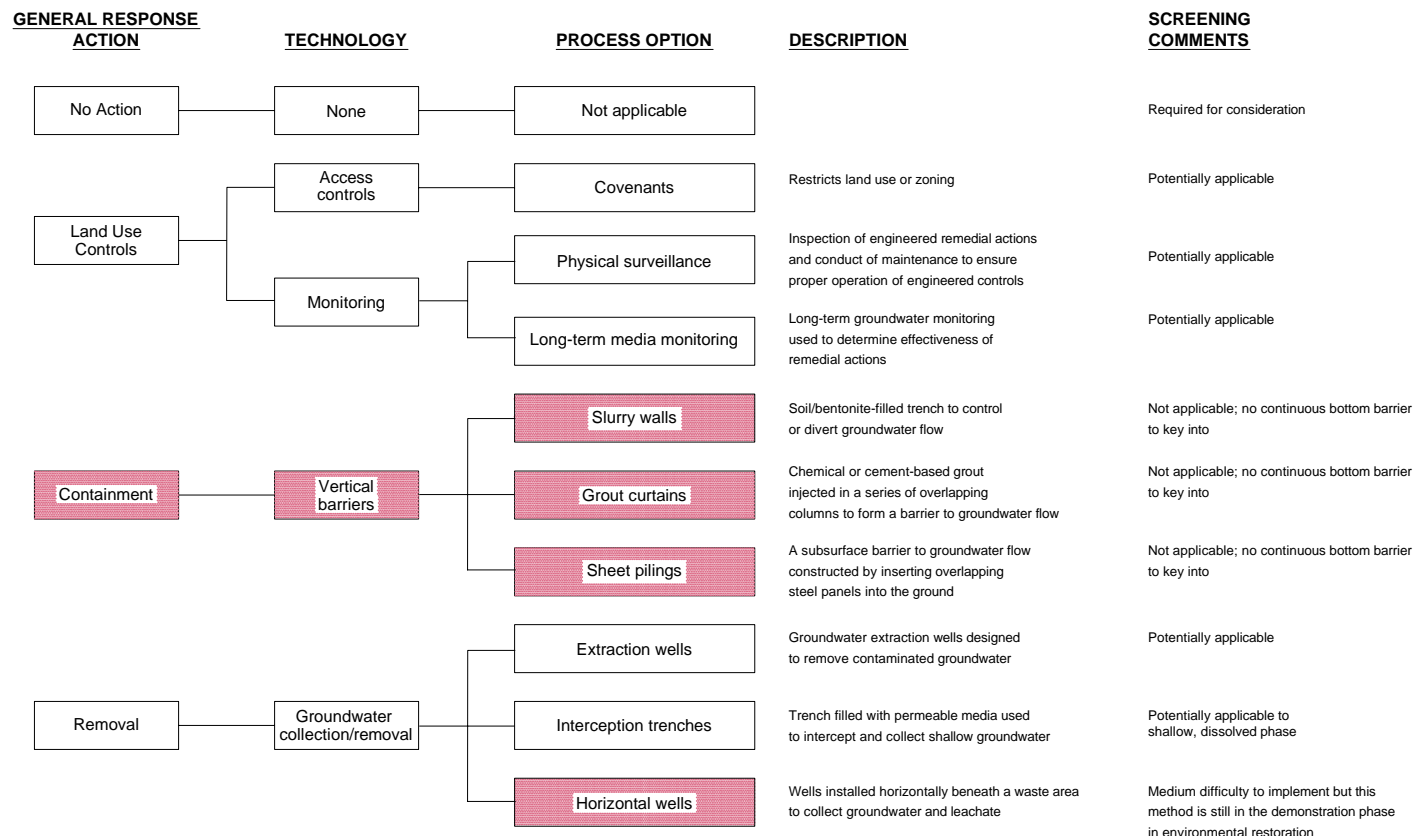 GENERAL RESPONSE
ACTION
TECHNOLOGY
PROCESS OPTION
DESCRIPTION
SCREENING
COMMENTS
No Action
None
Not applicable
Required for consideration
Land Use
Controls
Access
controls
Covenants
Restricts land use or zoning
Potentially applicable
Monitoring
Physical surveillance
Inspection of engineered remedial actions
and conduct of maintenance to ensure
proper operation of engineered controls
Potentially applicable
Long-term media monitoring
Long-term groundwater monitoring
used to determine effectiveness of
remedial actions
Potentially applicable
Containment
Vertical
barriers
Slurry walls
Soil/bentonite-filled trench to control
or divert groundwater flow
Not applicable; no continuous bottom barrier
to key into
Grout curtains
Chemical or cement-based grout
injected in a series of overlapping
columns to form a barrier to groundwater flow
Not applicable; no continuous bottom barrier
to key into
Sheet pilings
A subsurface barrier to groundwater flow
constructed by inserting overlapping
steel panels into the ground
Not applicable; no continuous bottom barrier
to key into
Removal
Groundwater
collection/removal
Extraction wells
Groundwater extraction wells designed
to remove contaminated groundwater
Potentially applicable
Interception trenches
Trench filled with permeable media used
to intercept and collect shallow groundwater
Potentially applicable to
shallow, dissolved phase
Horizontal wells
Wells installed horizontally beneath a waste area
to collect groundwater and leachate
Medium difficulty to implement but this
method is still in the demonstration phase
in environmental restoration